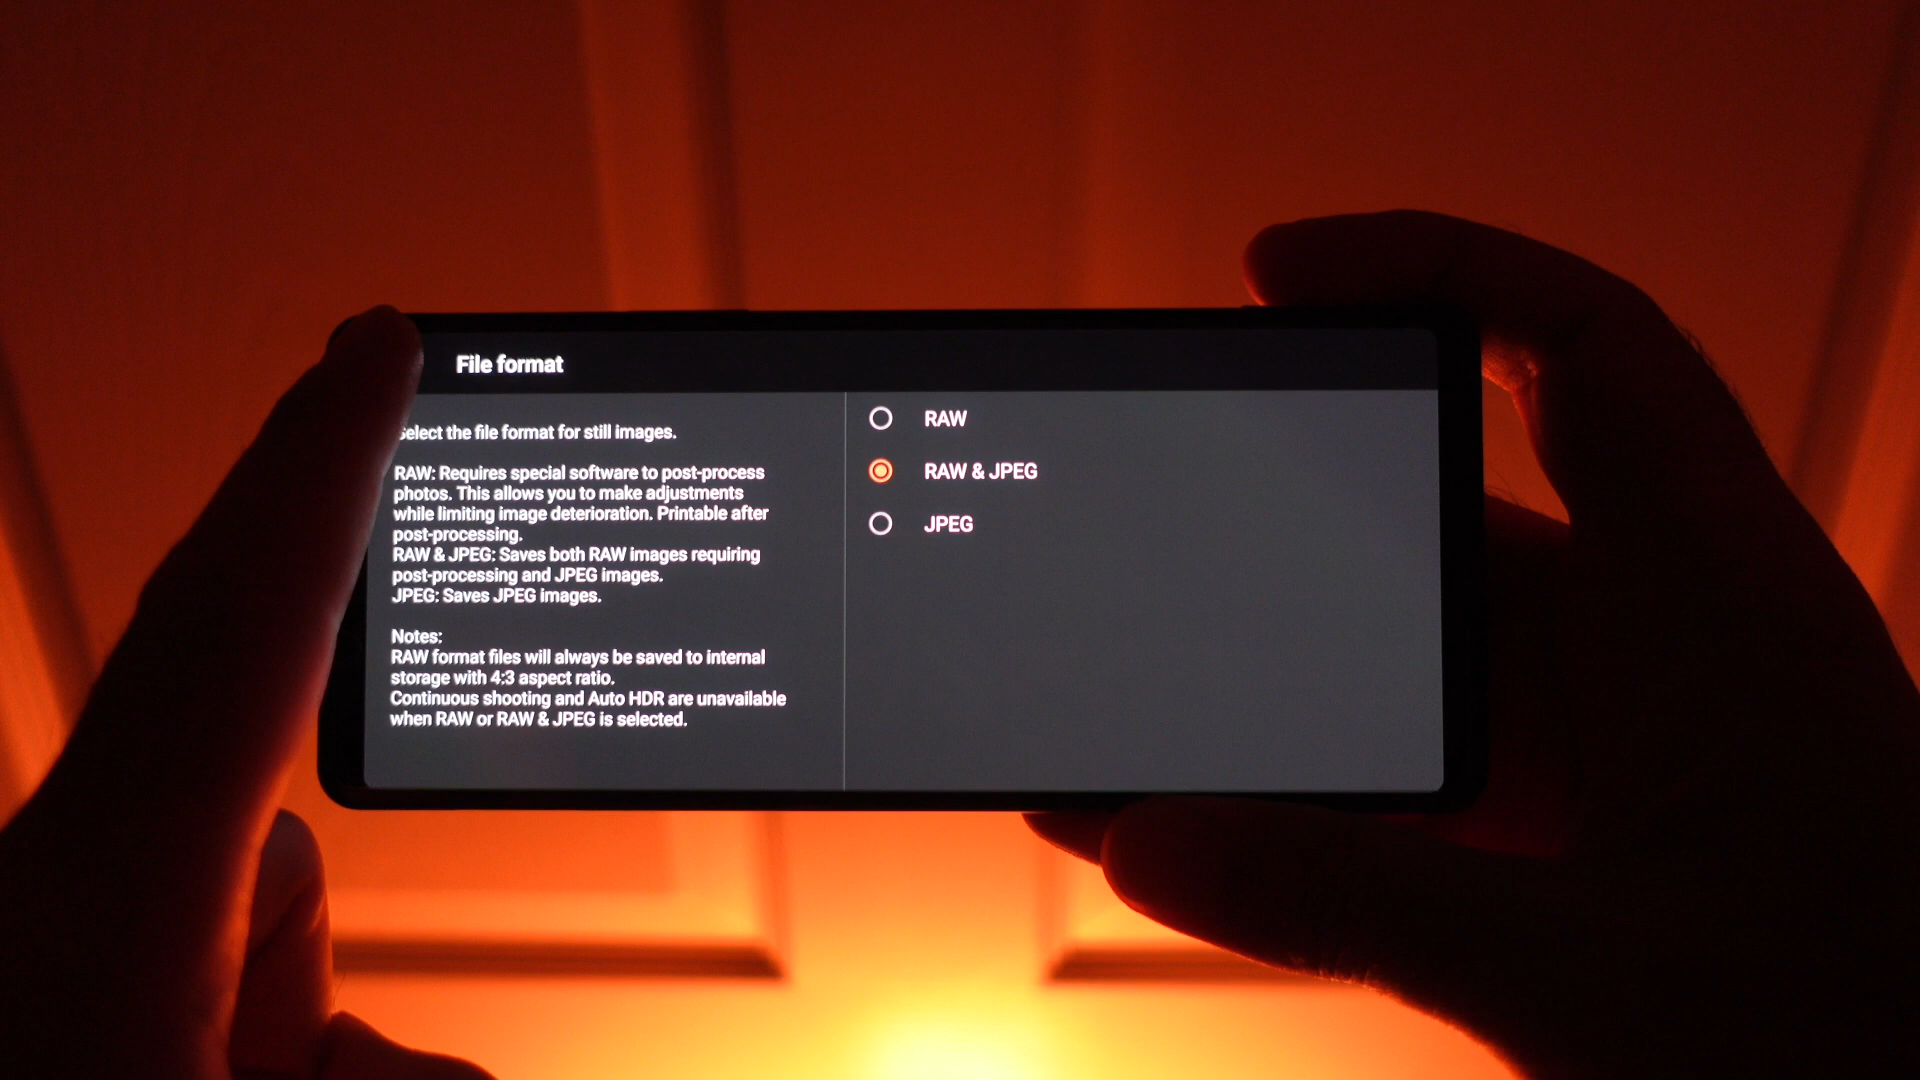 File format
Select the file format for still images.
RAW: Requires special software to post-process
photos. This allows you to make adjustments
while limiting image deterioration. Printable after
post-processing.
RAW & JPEG: Saves both RAW images requiring
post-processing and JPEG images.
JPEG: Saves JPEG images.
Notes:
RAW format files will always be saved to internal
storage with 4:3 aspect ratio.
Continuous shooting and Auto HDR are unavailable
when RAW or RAW & JPEG is selected.
RAW
RAW & JPEG
JPEG